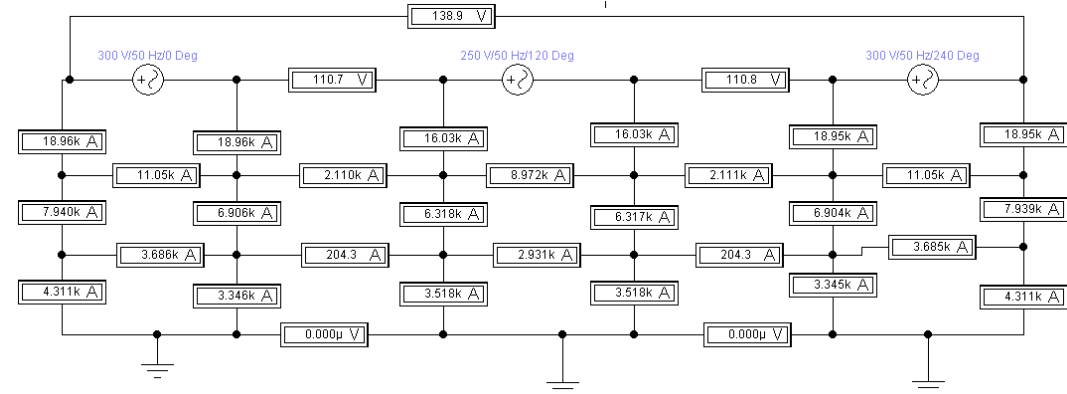 138.9 V
300 V/50 Hz/0 Deg
250 V/50 Hz/120 Deg
300 V/50 Hz/240 Deg
110.7 V
110.8 V
18.96k A
18.96k A
16.03k A
16.03k A
18.95k A
18.95k A
11.05k A
2.110k A
8.972k A
2.111k A
11.05k A
7.940k A
6.906k A
6.318k A
6.317k A
6.904k A
7.939k A
3.686k A
204.3 A
2.931k A
204.3 A
3.685k A
4.311k A
3.346k A
3.518k A
3.518k A
3.345k A
4.311k A
0.000µ V
0.000µ V